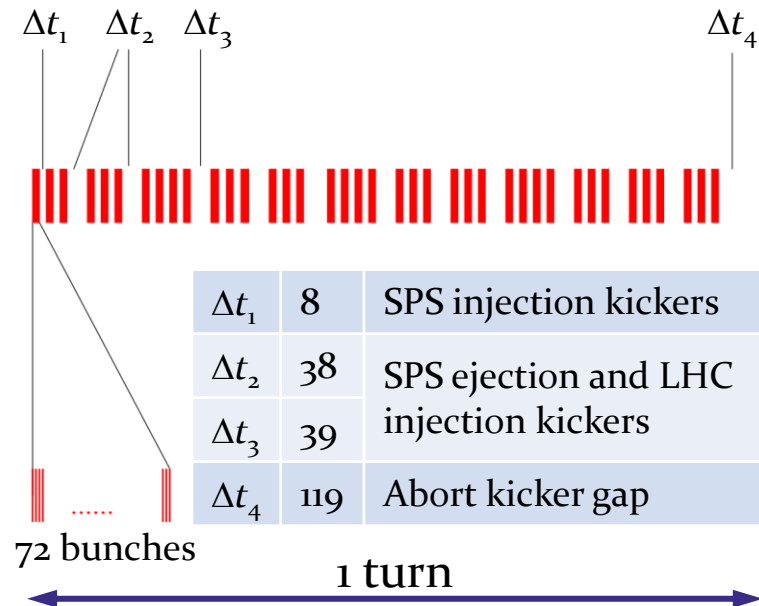 Δt₁ Δt₂ Δt₃ Δt₄
Δt₁ 8 SPS injection kickers
Δt₂ 38 SPS ejection and LHC
injection kickers
Δt₃ 39
Δt₄ 119 Abort kicker gap
......
72 bunches
1 turn